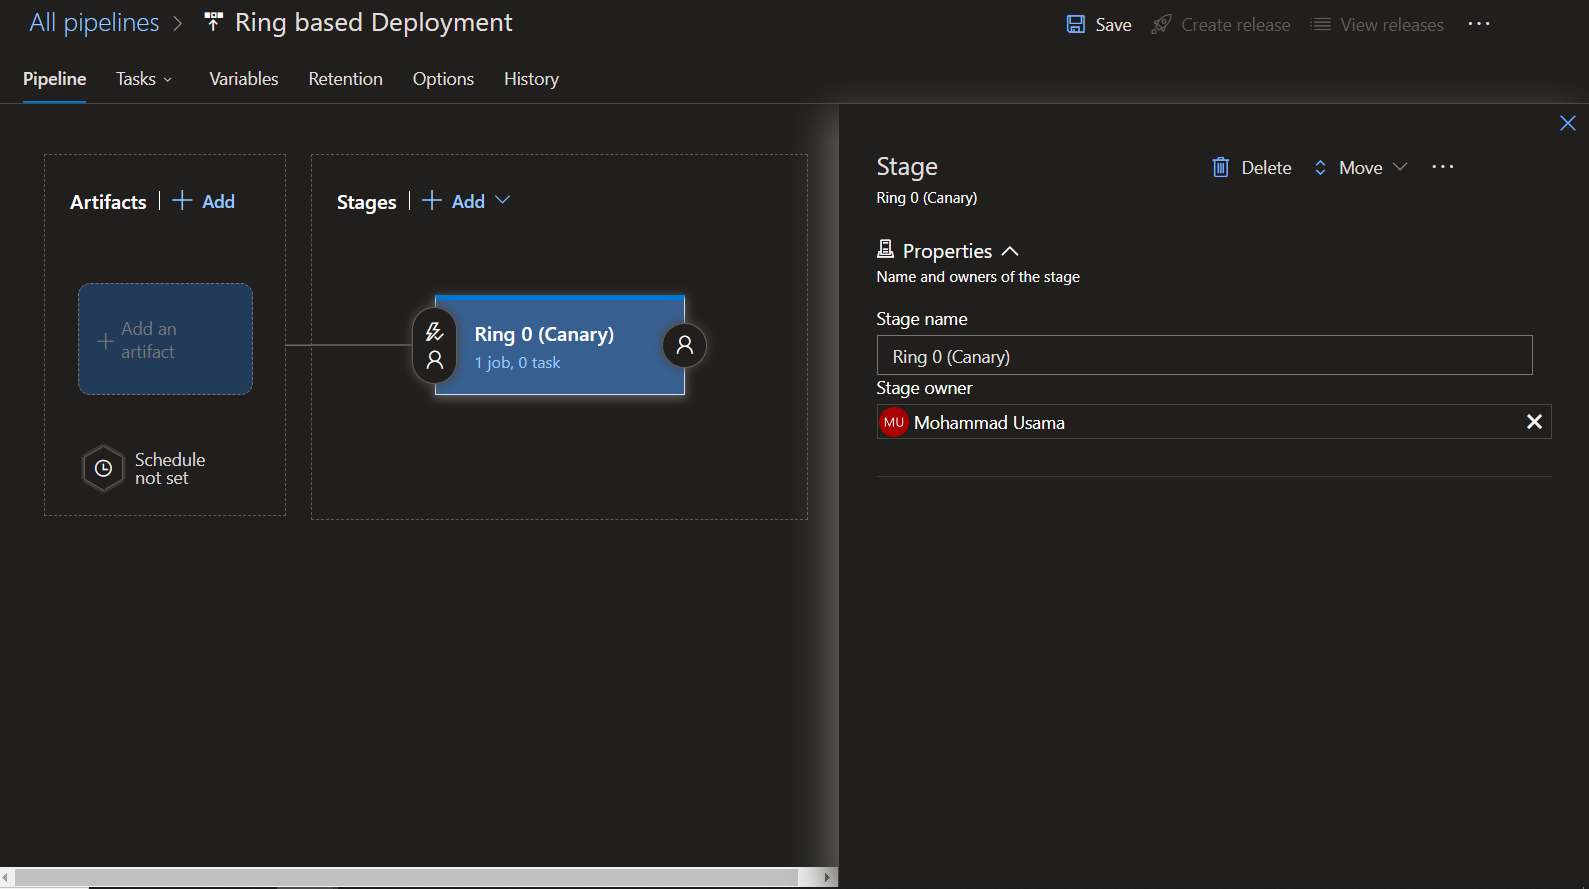 All pipelines > Ring based Deployment
Save
Create release
View releases
Pipeline
Tasks
Variables
Retention
Options
History
Artifacts | + Add
Stages | + Add
+ Add an
artifact
Schedule
not set
Ring 0 (Canary)
1 job, 0 task
Stage
Delete
Move
Ring 0 (Canary)
Properties
Name and owners of the stage
Stage name
Ring 0 (Canary)
Stage owner
MU Mohammad Usama